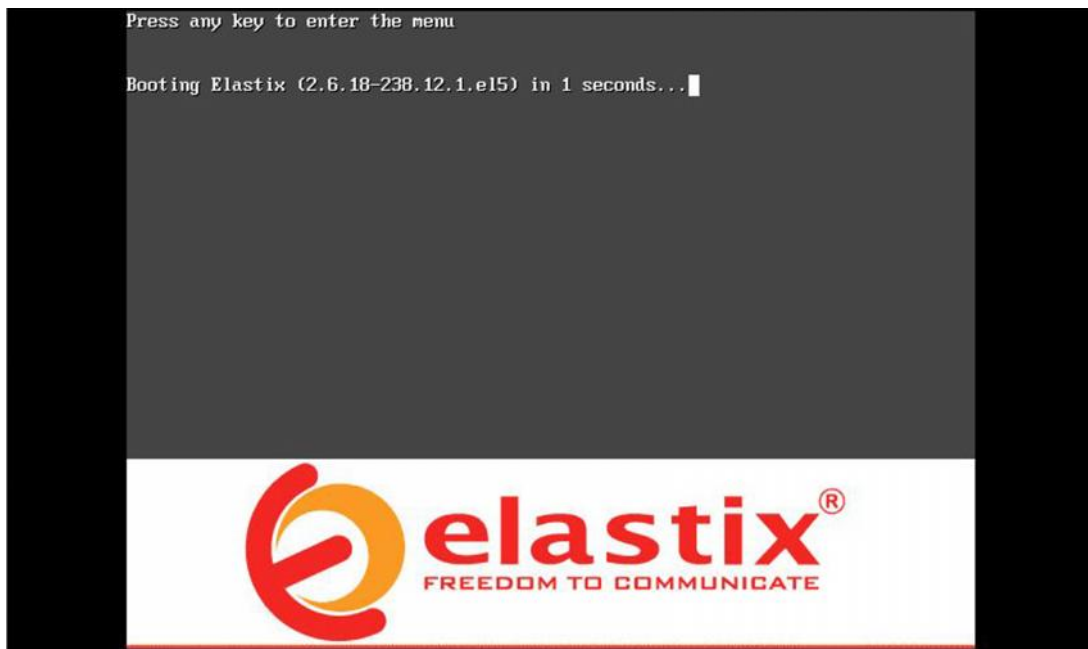 Press any key to enter the menu
Booting Elastix (2.6.18-238.12.1.el5) in 1 seconds...
elastix®
FREEDOM TO COMMUNICATE